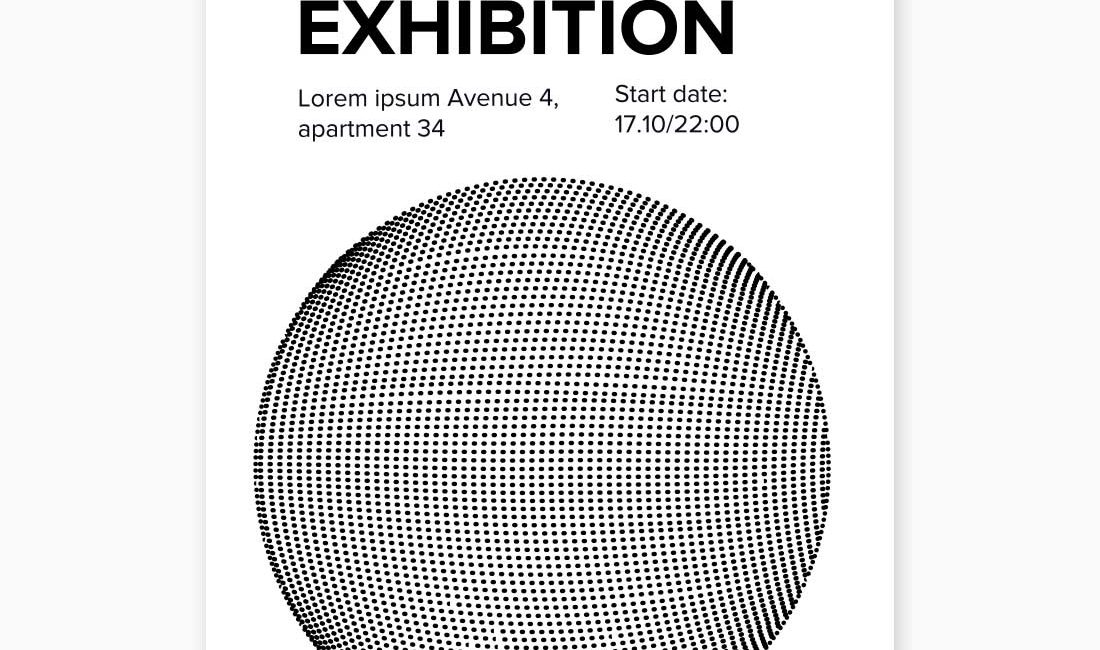 EXHIBITION
Lorem ipsum Avenue 4,
apartment 34
Start date:
17.10/22:00